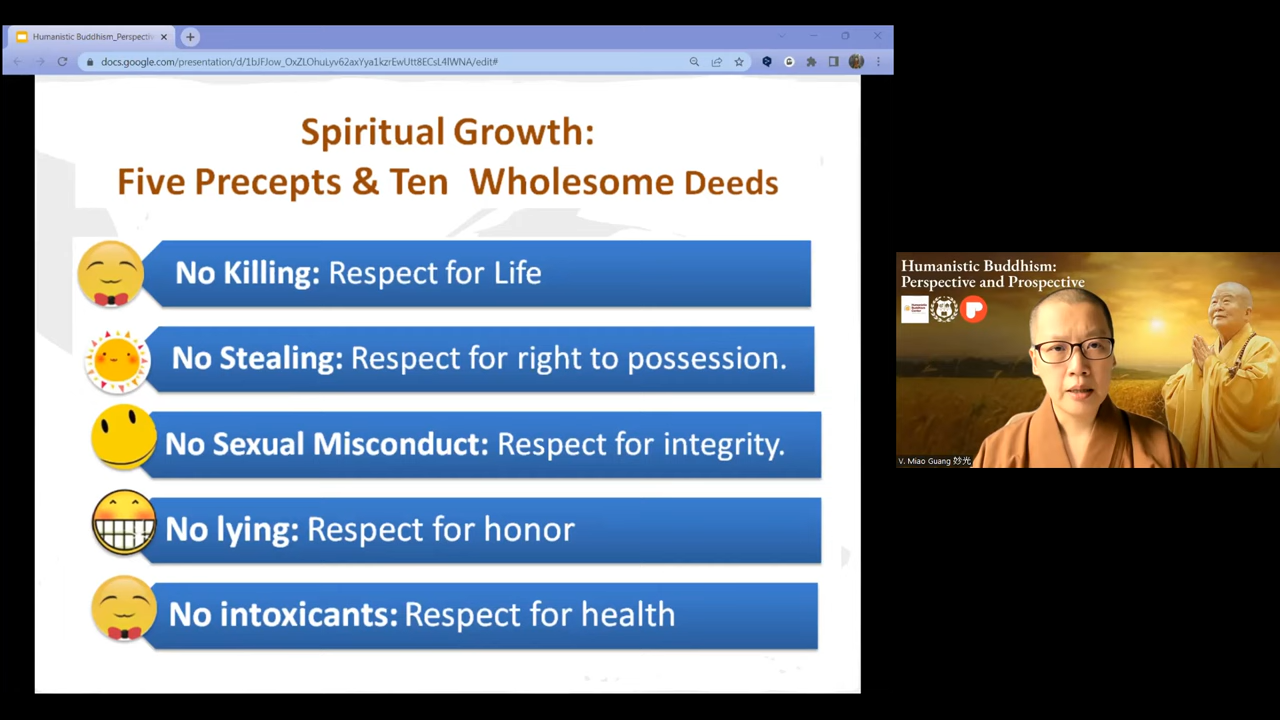 Humanistic Buddhism_Perspectiv
docs.google.com/presentation/d/1bJFJow_OxZLOhuLyv62axYya1kzrEwUtt8ECsL4lWNA/edit#
Spiritual Growth:
Five Precepts & Ten Wholesome Deeds
No Killing: Respect for Life
No Stealing: Respect for right to possession.
No Sexual Misconduct: Respect for integrity.
No lying: Respect for honor
No intoxicants: Respect for health
Humanistic Buddhism:
Perspective and Prospective
V. Miao Guang 妙光